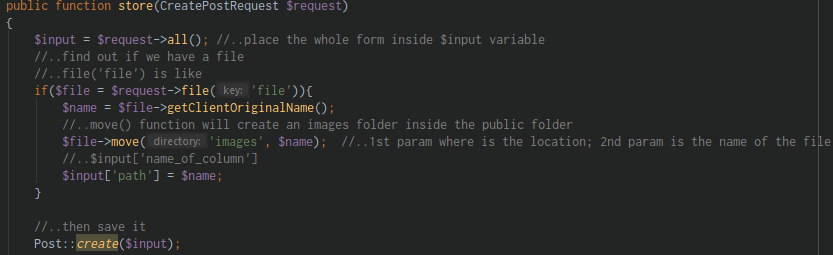 public function store(CreatePostRequest $request)
{
$input = $request->all(); //..place the whole form inside $input variable
//..find out if we have a file
//..file('file') is like
if($file = $request->file( key: 'file')){
$name = $file->getClientOriginalName();
//..move() function will create an images folder inside the public folder
$file->move( directory: 'images', $name); //..1st param where is the location; 2nd param is the name of the file
//..$input['name_of_column']
$input['path'] = $name;
}
//..then save it
Post::create($input);